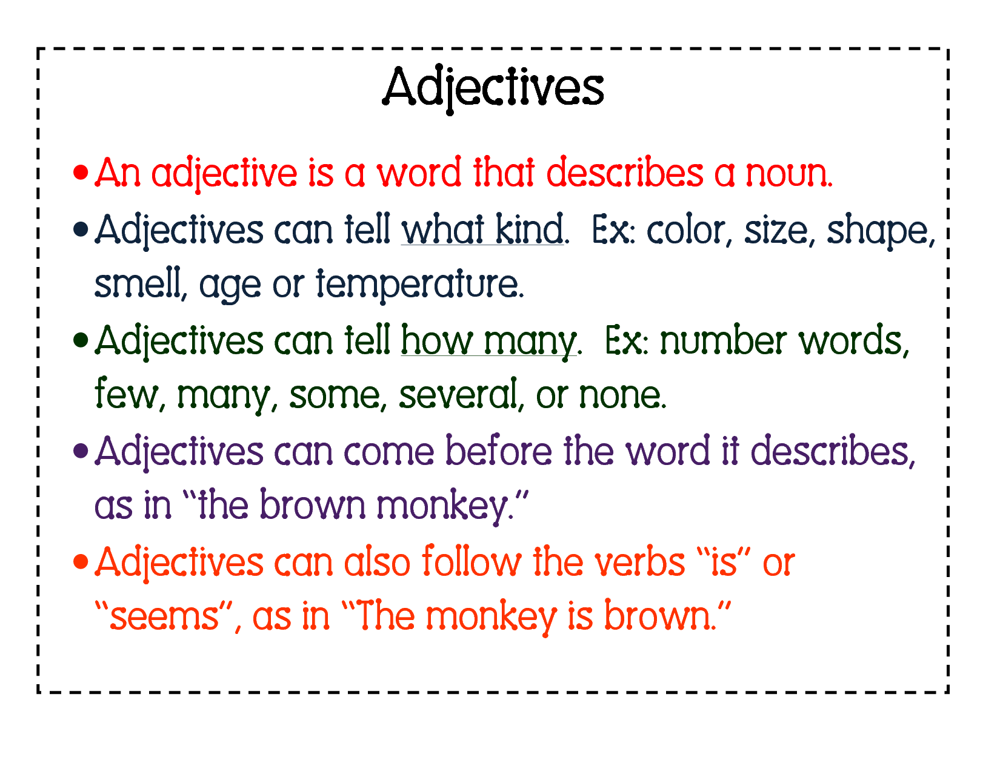 Adjectives
•An adjective is a word that describes a noun.
•Adjectives can tell what kind.  Ex: color, size, shape,
smell, age or temperature.
•Adjectives can tell how many.  Ex: number words,
few, many, some, several, or none.
•Adjectives can come before the word it describes,
as in “the brown monkey.”
•Adjectives can also follow the verbs “is” or
“seems”, as in “The monkey is brown.”